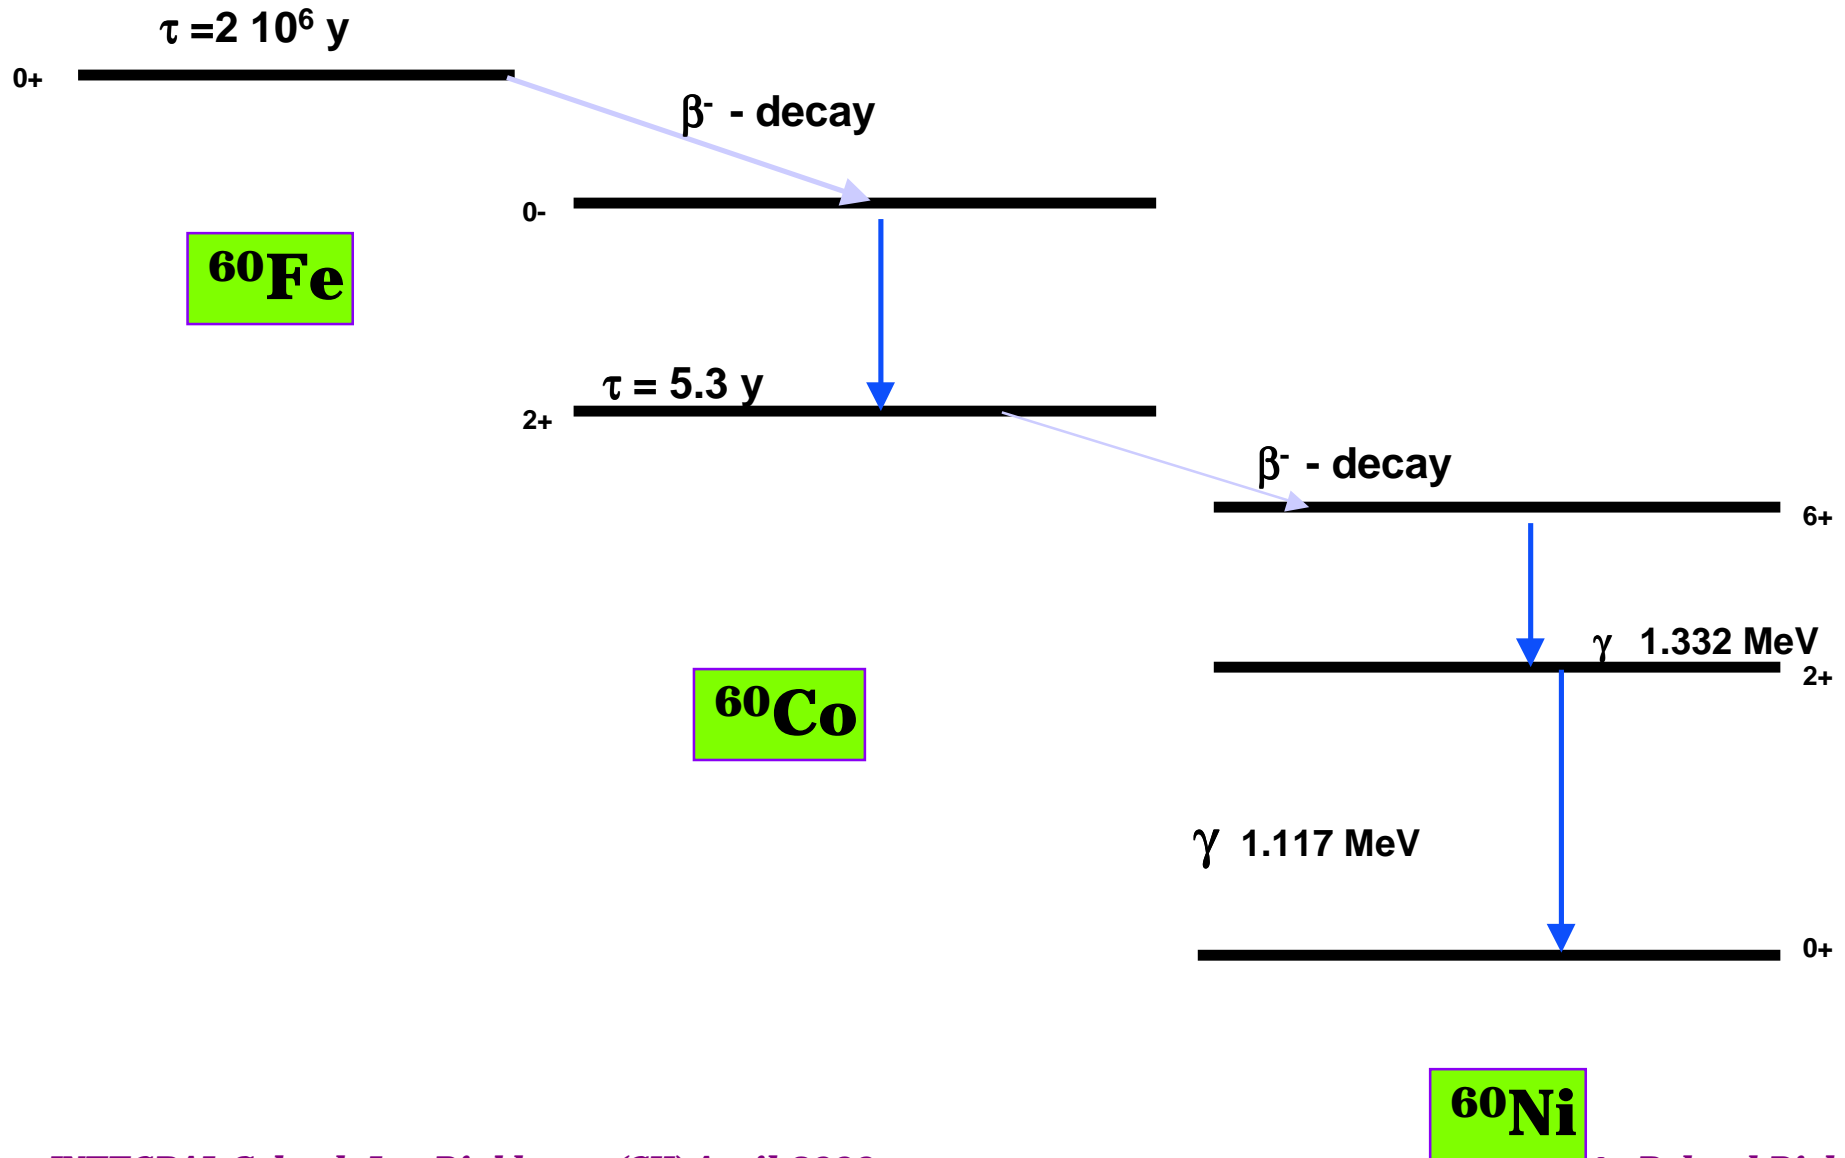 τ =2 10⁶ y
0+
β⁻ - decay
0-
⁶⁰Fe
τ = 5.3 y
2+
β⁻ - decay
6+
γ 1.332 MeV
2+
⁶⁰Co
γ 1.117 MeV
0+
⁶⁰Ni